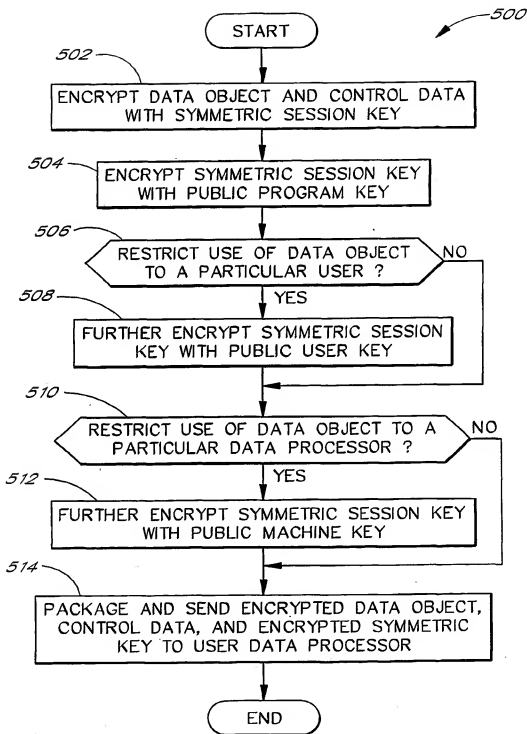 500
START
502
ENCRYPT DATA OBJECT AND CONTROL DATA
WITH SYMMETRIC SESSION KEY
504
ENCRYPT SYMMETRIC SESSION KEY
WITH PUBLIC PROGRAM KEY
506
RESTRICT USE OF DATA OBJECT
TO A PARTICULAR USER ?
NO
YES
508
FURTHER ENCRYPT SYMMETRIC SESSION
KEY WITH PUBLIC USER KEY
510
RESTRICT USE OF DATA OBJECT TO A
PARTICULAR DATA PROCESSOR ?
NO
YES
512
FURTHER ENCRYPT SYMMETRIC SESSION KEY
WITH PUBLIC MACHINE KEY
514
PACKAGE AND SEND ENCRYPTED DATA OBJECT,
CONTROL DATA, AND ENCRYPTED SYMMETRIC
KEY TO USER DATA PROCESSOR
END